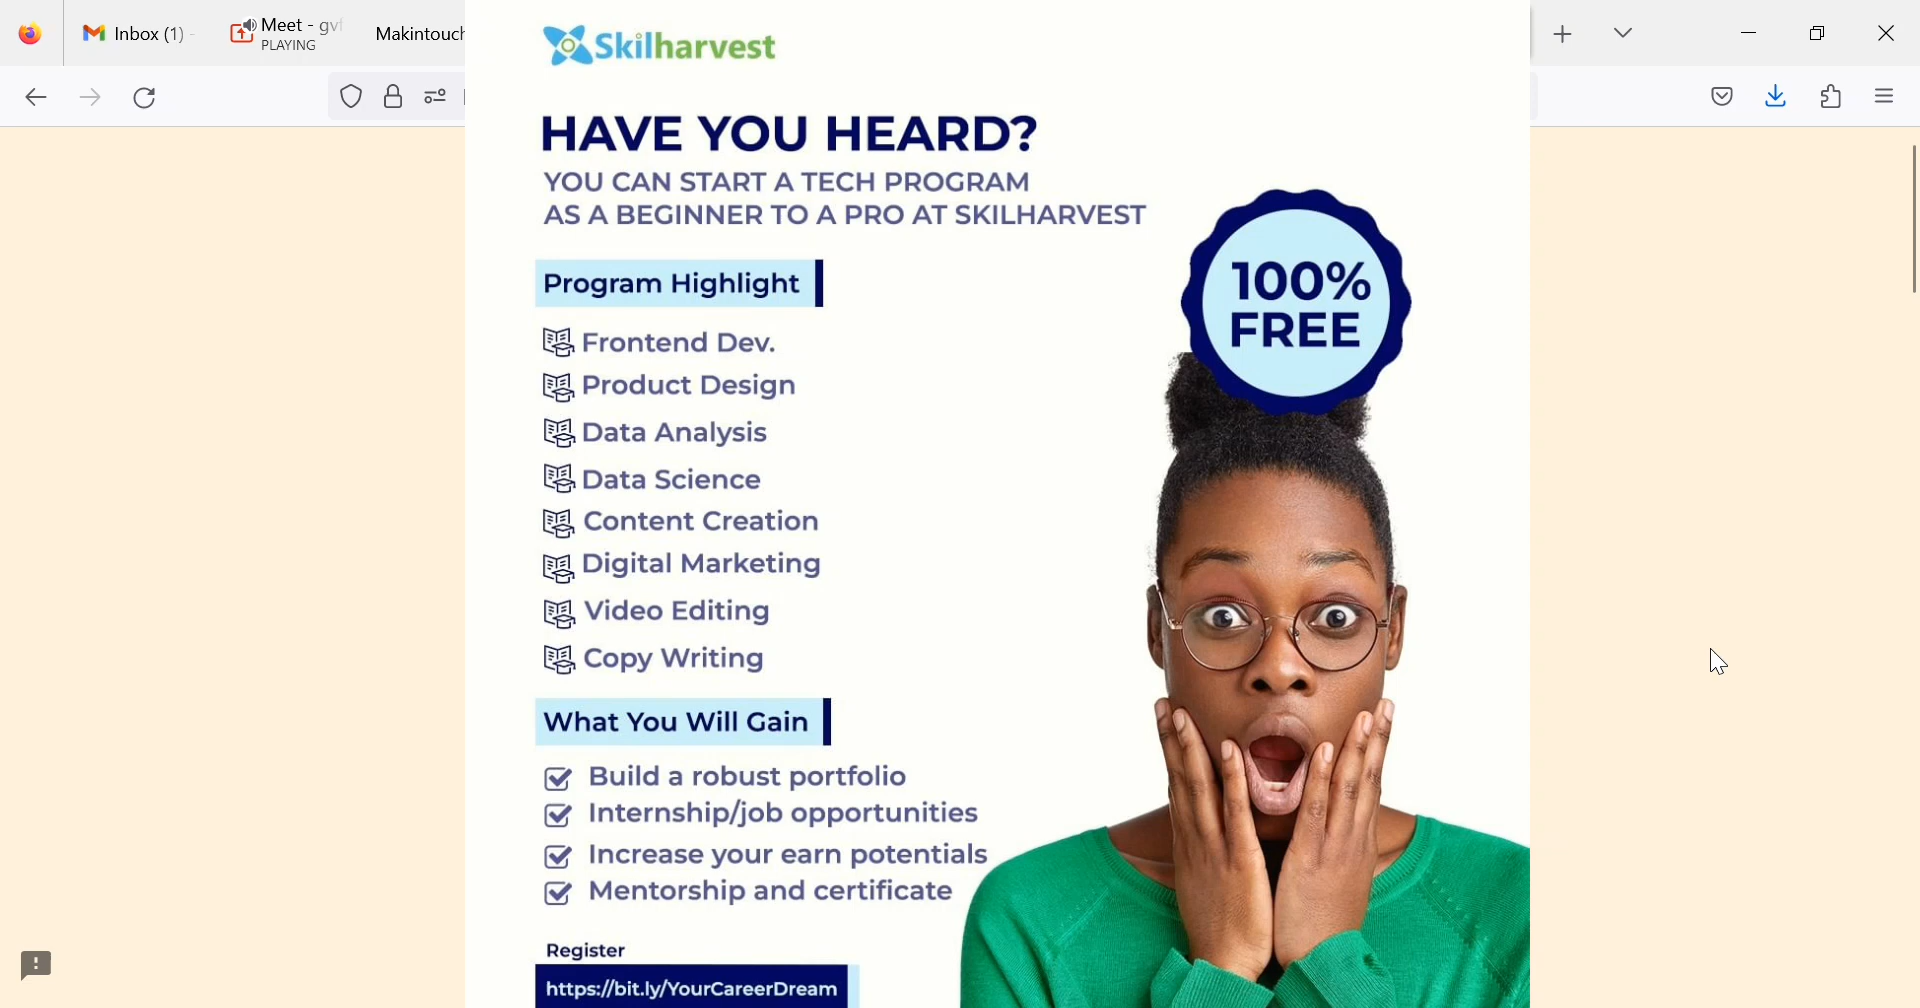 Inbox (1)
Meet - gvf
PLAYING
Makintouch
Skilharvest
HAVE YOU HEARD?
YOU CAN START A TECH PROGRAM
AS A BEGINNER TO A PRO AT SKILHARVEST
100%
FREE
Program Highlight
Frontend Dev.
Product Design
Data Analysis
Data Science
Content Creation
Digital Marketing
Video Editing
Copy Writing
What You Will Gain
Build a robust portfolio
Internship/job opportunities
Increase your earn potentials
Mentorship and certificate
Register
https://bit.ly/YourCareerDream